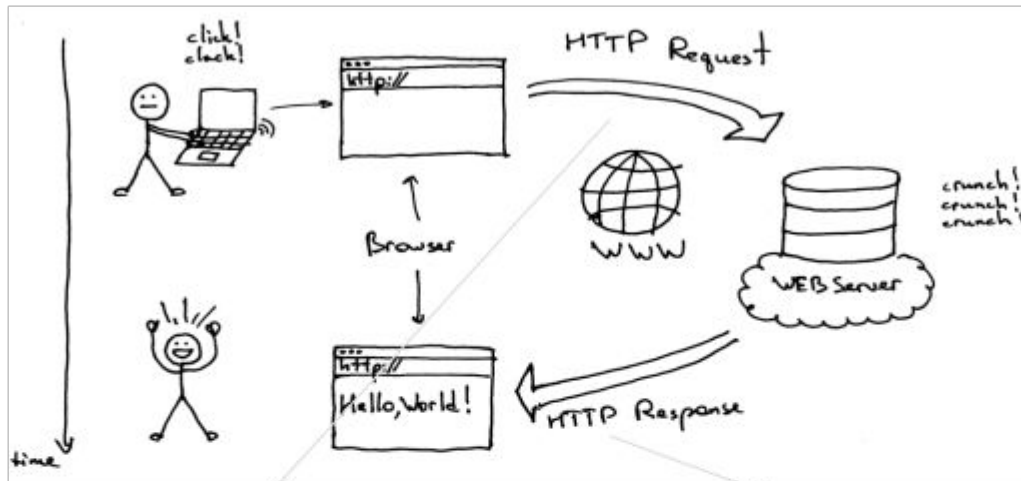 click!
clack!
http://
HTTP Request
crunch!
crunch!
crunch!
WWW
Browser
WEB Server
http://
Hello, World!
HTTP Response
time